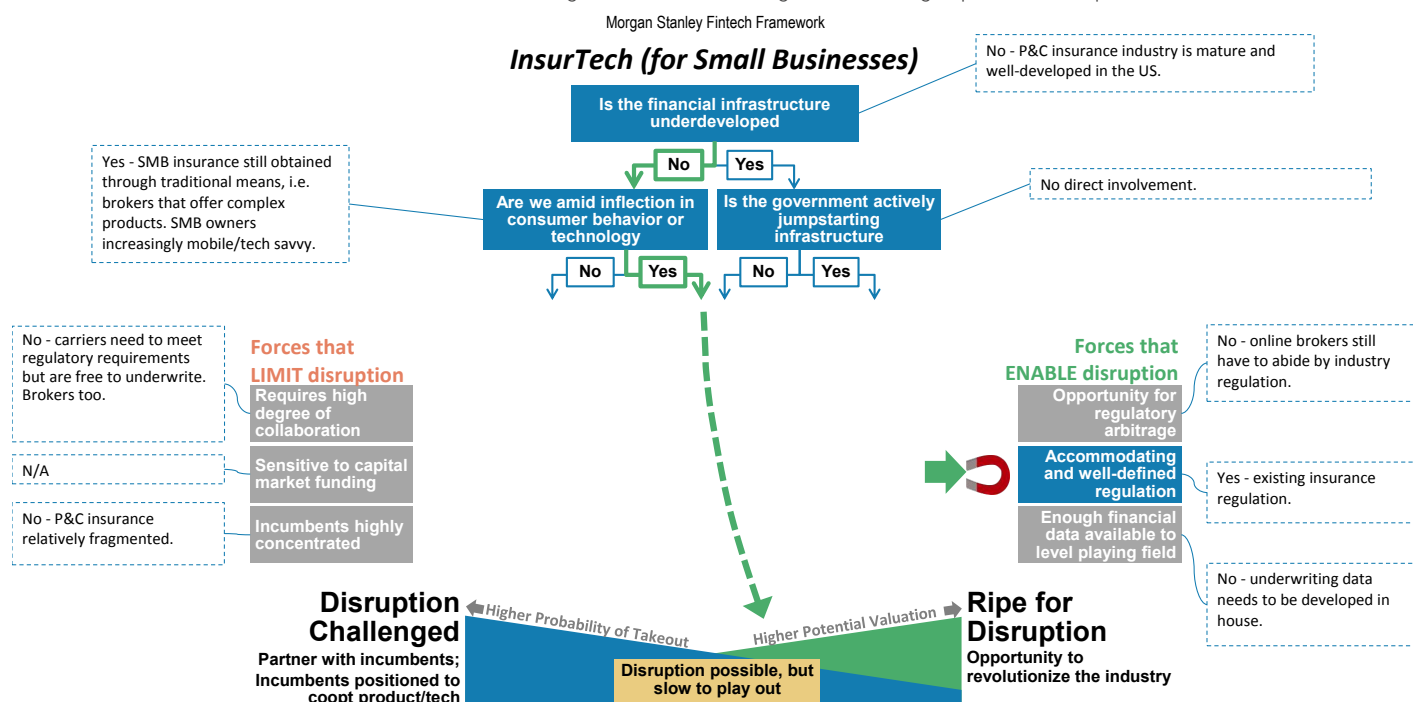 Morgan Stanley Fintech Framework
InsurTech (for Small Businesses)
No - P&C insurance industry is mature and
well-developed in the US.
Is the financial infrastructure
underdeveloped
No
Yes
Yes - SMB insurance still obtained
through traditional means, i.e.
brokers that offer complex
products. SMB owners
increasingly mobile/tech savvy.
Are we amid inflection in
consumer behavior or
technology
Is the government actively
jumpstarting
infrastructure
No direct involvement.
No
Yes
No
Yes
No - carriers need to meet
regulatory requirements
but are free to underwrite.
Brokers too.
N/A
No - P&C insurance
relatively fragmented.
Forces that
LIMIT disruption
Requires high
degree of
collaboration
Sensitive to capital
market funding
Incumbents highly
concentrated
Forces that
ENABLE disruption
Opportunity for
regulatory
arbitrage
Accommodating
and well-defined
regulation
Enough financial
data available to
level playing field
No - online brokers still
have to abide by industry
regulation.
Yes - existing insurance
regulation.
No - underwriting data
needs to be developed in
house.
Disruption
Challenged
Partner with incumbents;
Incumbents positioned to
coopt product/tech
Higher Probability of Takeout
Higher Potential Valuation
Disruption possible, but
slow to play out
Ripe for
Disruption
Opportunity to
revolutionize the industry